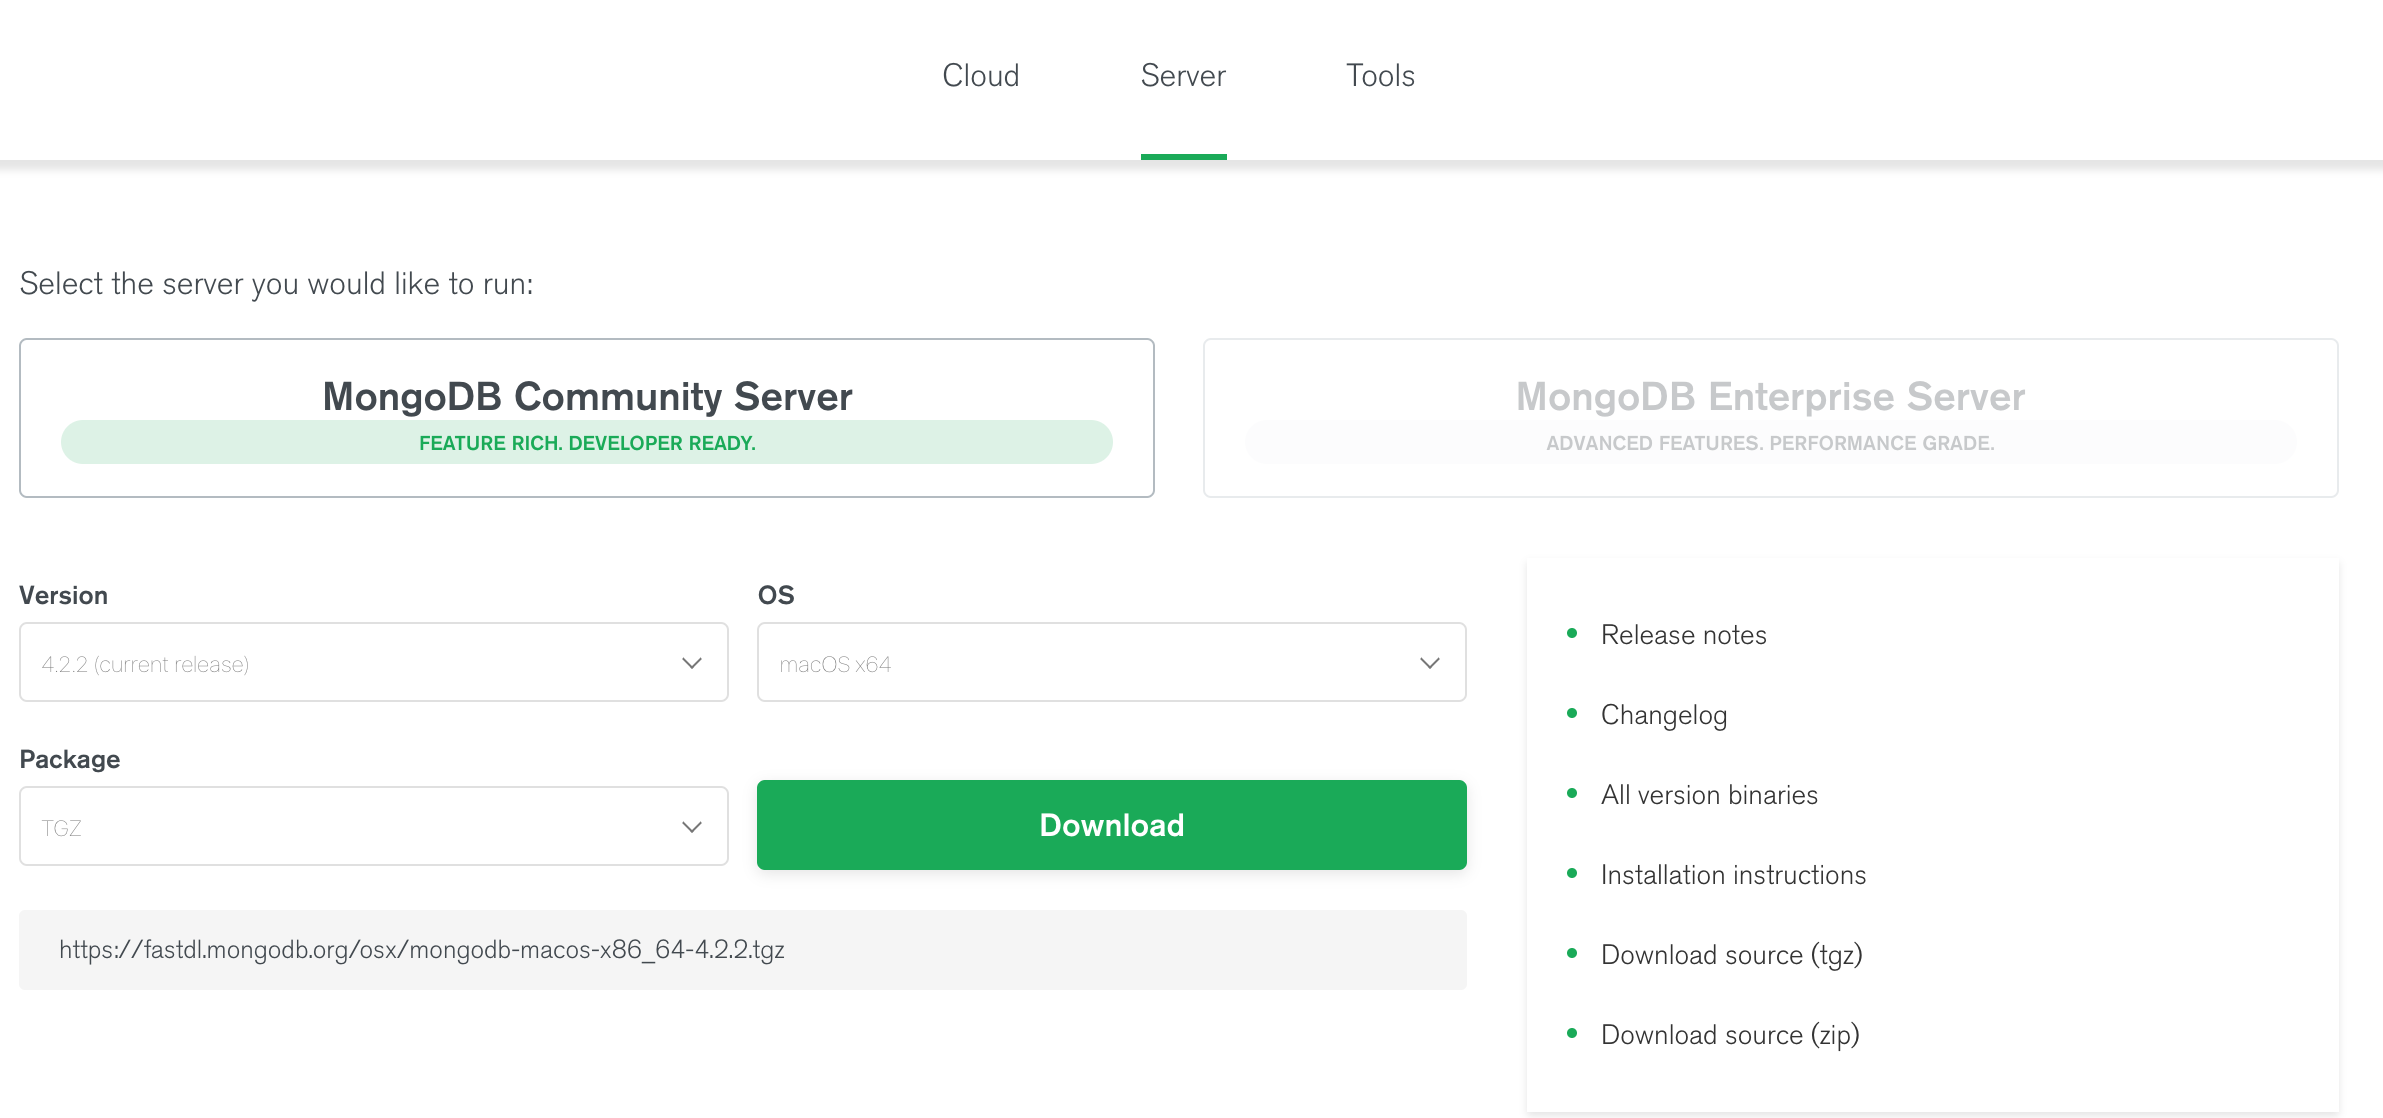 Cloud Server Tools
Select the server you would like to run:
MongoDB Community Server
FEATURE RICH. DEVELOPER READY.
MongoDB Enterprise Server
ADVANCED FEATURES. PERFORMANCE GRADE.
Version
4.2.2 (current release)
OS
macOS x64
Package
TGZ
Download
https://fastdl.mongodb.org/osx/mongodb-macos-x86_64-4.2.2.tgz
Release notes
Changelog
All version binaries
Installation instructions
Download source (tgz)
Download source (zip)